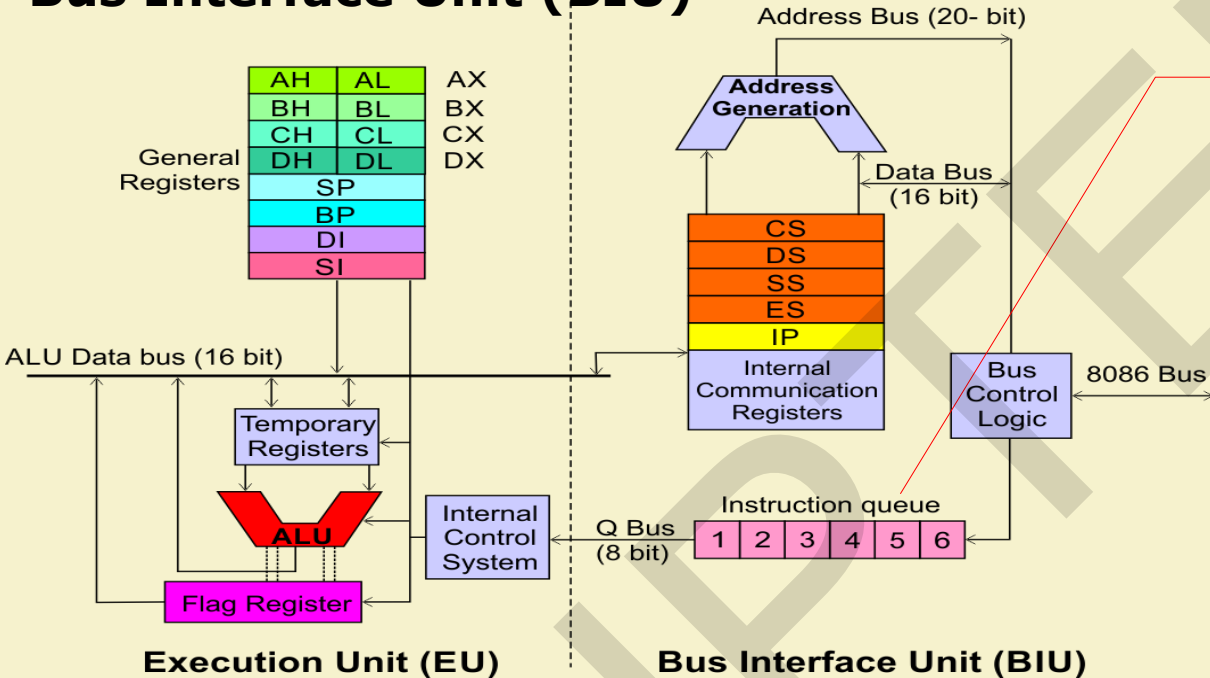 Bus Interface Unit (BIU)
Address Bus (20- bit)
AH AL AX
BH BL BX
CH CL CX
DH DL DX
General
Registers
SP
BP
DI
SI
ALU Data bus (16 bit)
Temporary
Registers
ALU
Internal
Control
System
Flag Register
Execution Unit (EU)
Address
Generation
Data Bus
(16 bit)
CS
DS
SS
ES
IP
Internal
Communication
Registers
Bus
Control
Logic
8086 Bus
Instruction queue
Q Bus
(8 bit)
1 2 3 4 5 6
Bus Interface Unit (BIU)